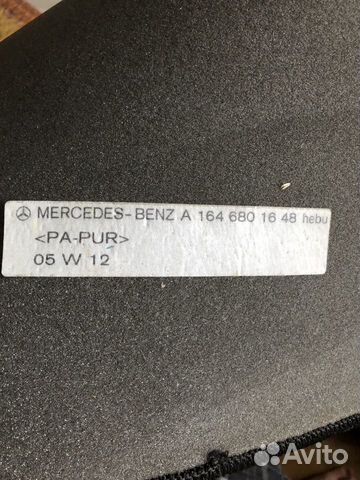 MERCEDES-BENZ A 164 680 16 48 hebu
<PA-PUR>
05 W 12
Avito